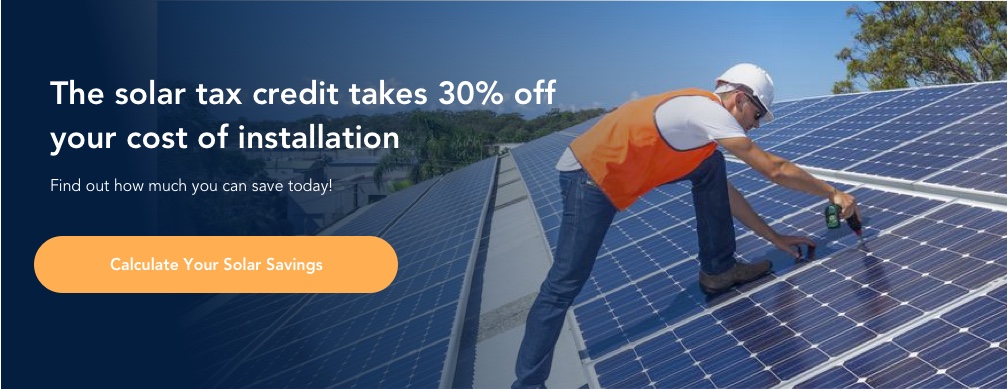 The solar tax credit takes 30% off
your cost of installation
Find out how much you can save today!
Calculate Your Solar Savings